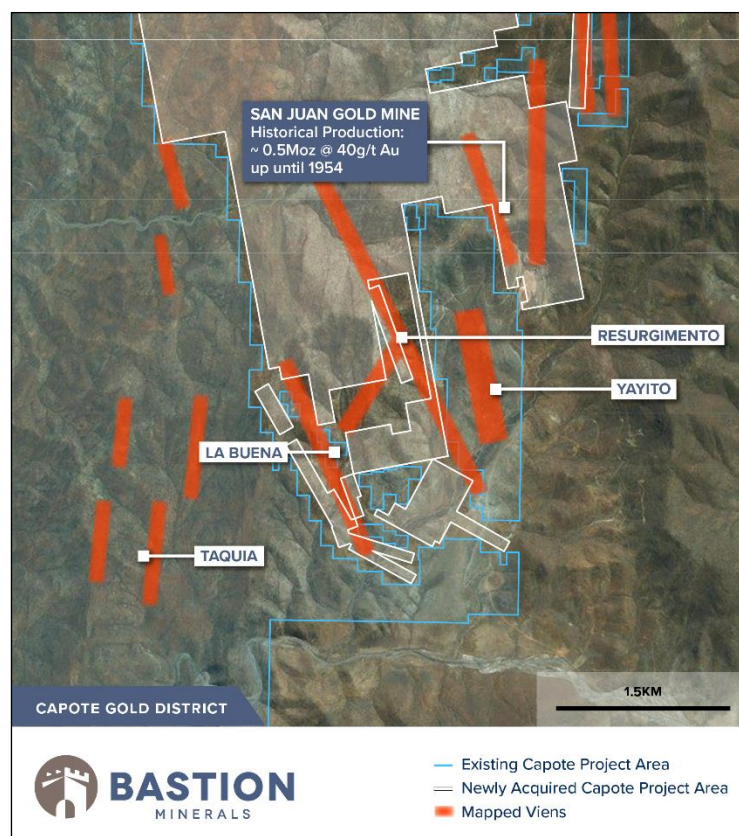 SAN JUAN GOLD MINE
Historical Production:
~ 0.5Moz @ 40g/t Au
up until 1954
RESURGIMENTO
YAYITO
LA BUENA
TAQUIA
1.5KM
CAPOTE GOLD DISTRICT
BASTION
MINERALS
Existing Capote Project Area
Newly Acquired Capote Project Area
Mapped Viens